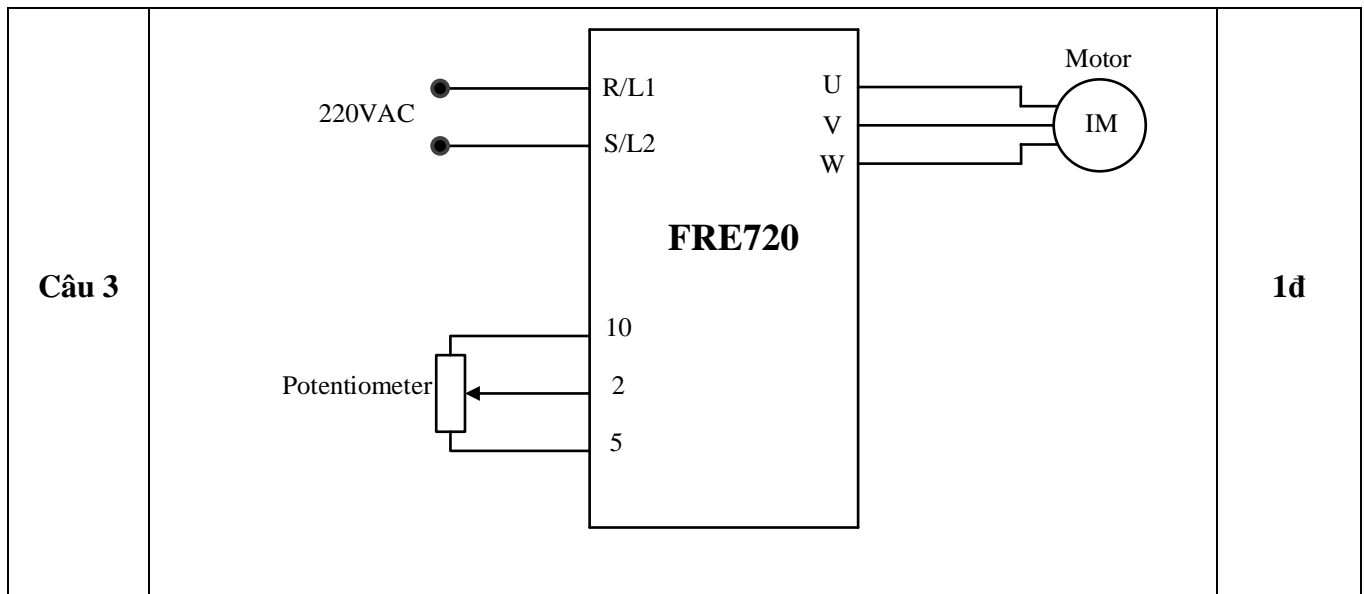 Câu 3
220VAC
R/L1
S/L2
U
V
W
Motor
IM
FRE720
Potentiometer
10
2
5
1đ